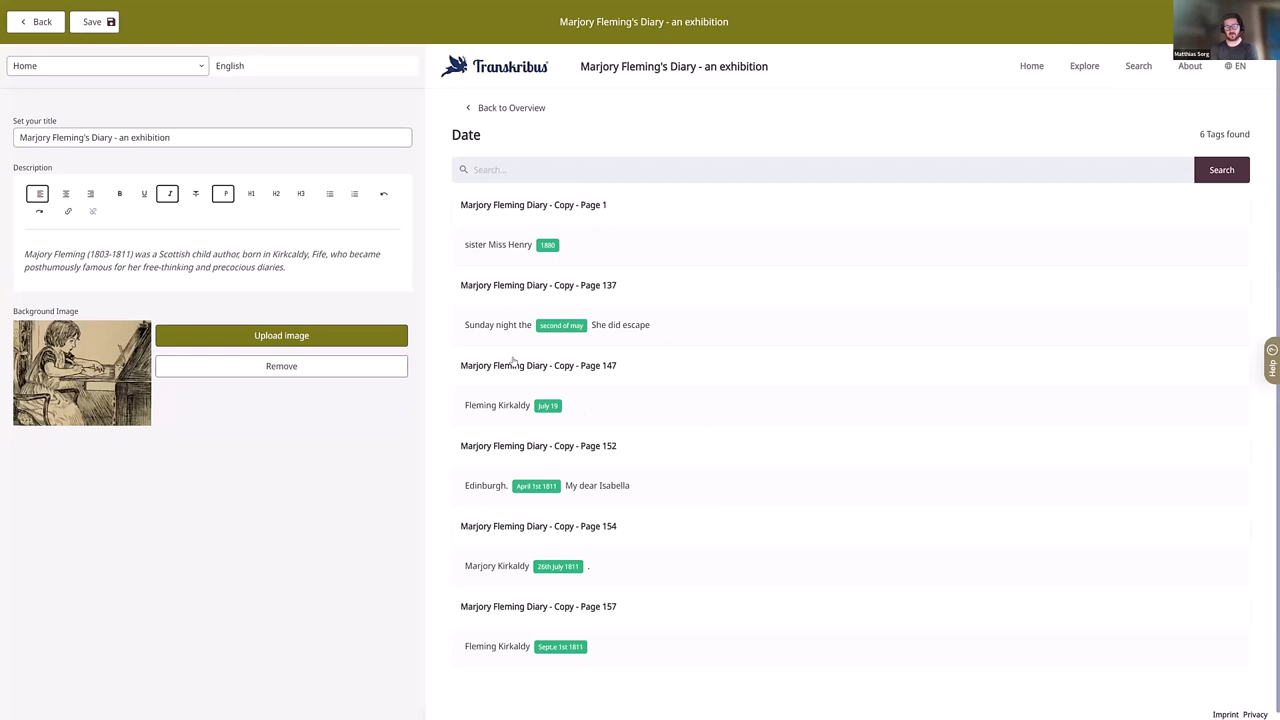 Back
Save
Marjory Fleming's Diary - an exhibition
Matthias Sorg
Home
English
Transkribus
Marjory Fleming's Diary - an exhibition
Home
Explore
Search
About
EN
Set your title
Marjory Fleming's Diary - an exhibition
Description
B U I T P H1 H2 H3
Majory Fleming (1803-1811) was a Scottish child author, born in Kirkcaldy, Fife, who became
posthumously famous for her free-thinking and precocious diaries.
Background Image
Upload image
Remove
Back to Overview
Date
6 Tags found
Search...
Search
Marjory Fleming Diary - Copy - Page 1
sister Miss Henry 1880
Marjory Fleming Diary - Copy - Page 137
Sunday night the second of may She did escape
Marjory Fleming Diary - Copy - Page 147
Fleming Kirkaldy July 19
Marjory Fleming Diary - Copy - Page 152
Edinburgh. April 1st 1811 My dear Isabella
Marjory Fleming Diary - Copy - Page 154
Marjory Kirkaldy 26th July 1811 .
Marjory Fleming Diary - Copy - Page 157
Fleming Kirkaldy Sept.e 1st 1811
Help ?
Imprint Privacy